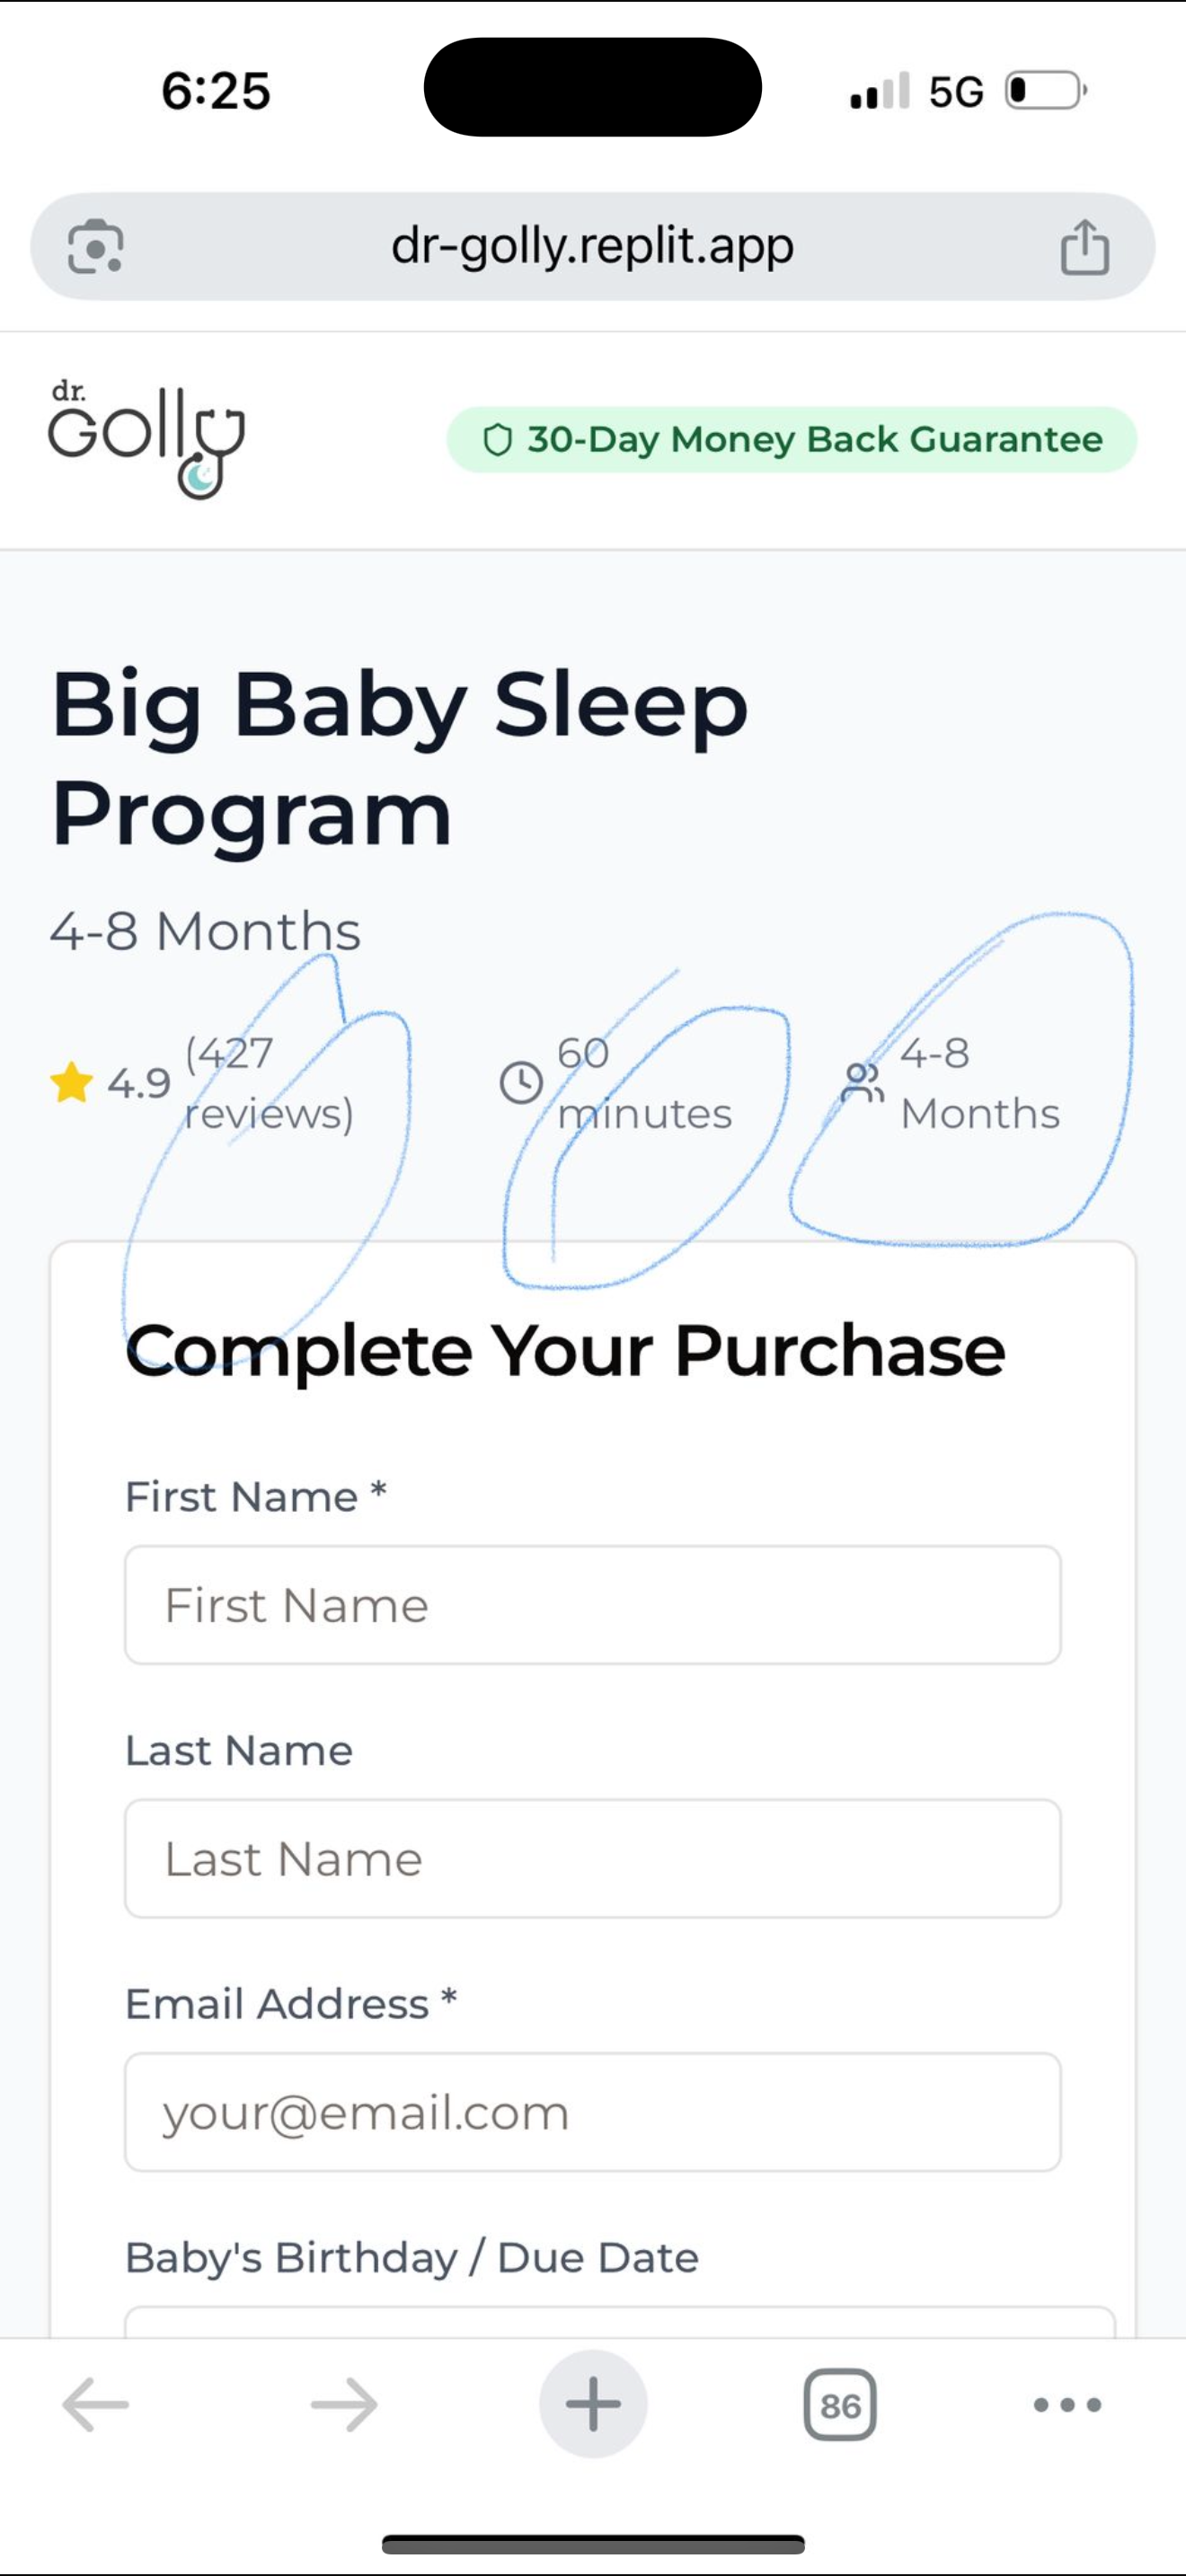 6:25 5G
dr-golly.replit.app
dr.
Golly
30-Day Money Back Guarantee
Big Baby Sleep
Program
4-8 Months
4.9 (427
reviews)
60
minutes
4-8
Months
Complete Your Purchase
First Name *
First Name
Last Name
Last Name
Email Address *
your@email.com
Baby's Birthday / Due Date
86